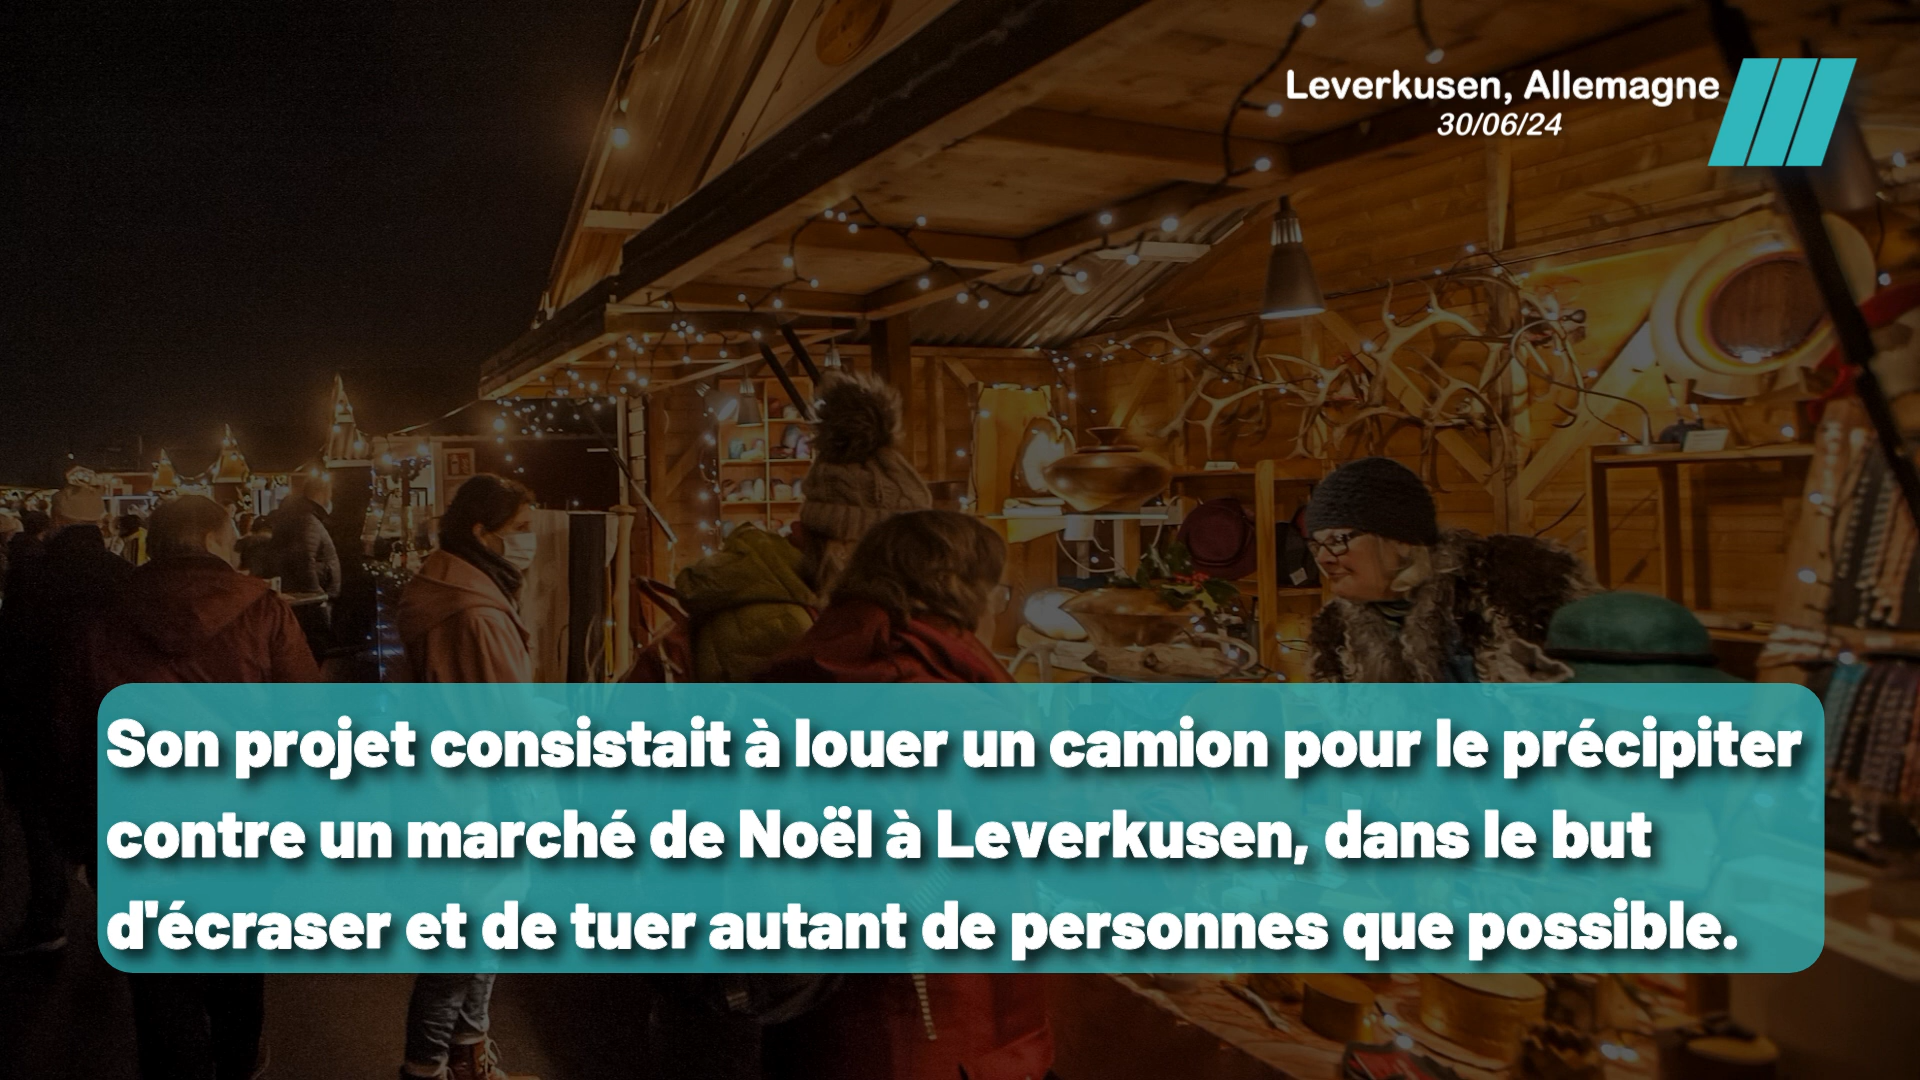 Leverkusen, Allemagne
30/06/24
Son projet consistait à louer un camion pour le précipiter
contre un marché de Noël à Leverkusen, dans le but
d'écraser et de tuer autant de personnes que possible.